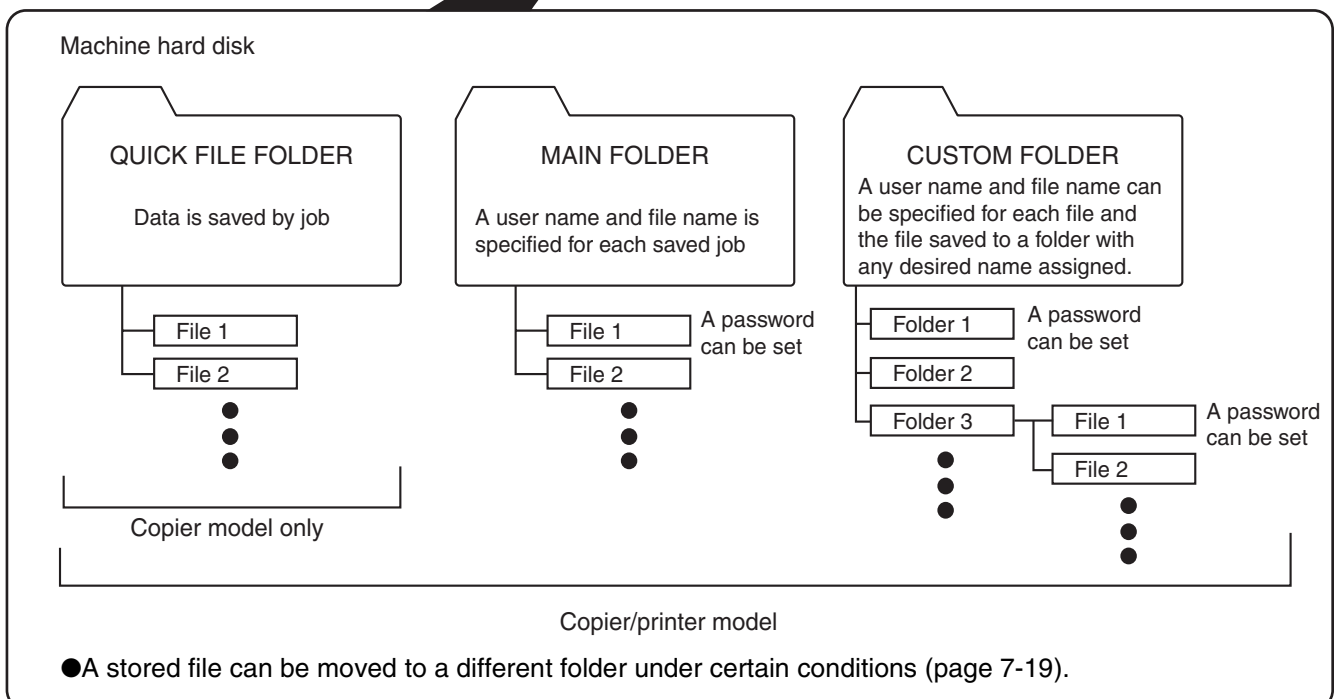 Machine hard disk
QUICK FILE FOLDER
Data is saved by job
File 1
File 2
Copier model only
MAIN FOLDER
A user name and file name is
specified for each saved job
File 1
A password
can be set
File 2
CUSTOM FOLDER
A user name and file name can
be specified for each file and
the file saved to a folder with
any desired name assigned.
Folder 1
A password
can be set
Folder 2
Folder 3
File 1
A password
can be set
File 2
Copier/printer model
●A stored file can be moved to a different folder under certain conditions (page 7-19).